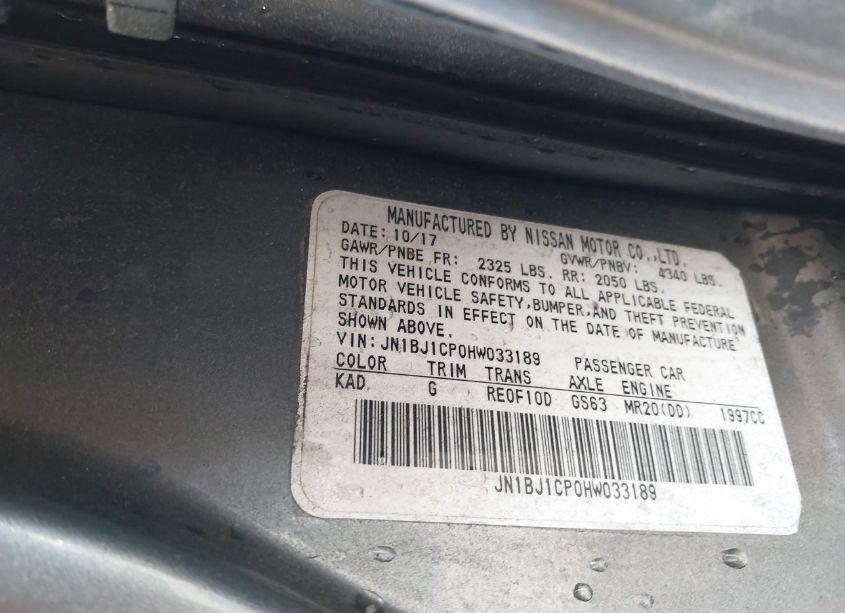 MANUFACTURED BY NISSAN MOTOR CO.,LTD.
DATE: 10/17 GVWR/PNBV: 4340 LBS.
GAWR/PNBE FR: 2325 LBS. RR: 2050 LBS.
THIS VEHICLE CONFORMS TO ALL APPLICABLE FEDERAL
MOTOR VEHICLE SAFETY,BUMPER,AND THEFT PREVENTION
STANDARDS IN EFFECT ON THE DATE OF MANUFACTURE
SHOWN ABOVE.
VIN: JN1BJ1CP0HW033189 PASSENGER CAR
COLOR TRIM TRANS AXLE ENGINE
KAD G RE0F10D GS63 MR20(DD) 1997CC
JN1BJ1CP0HW033189